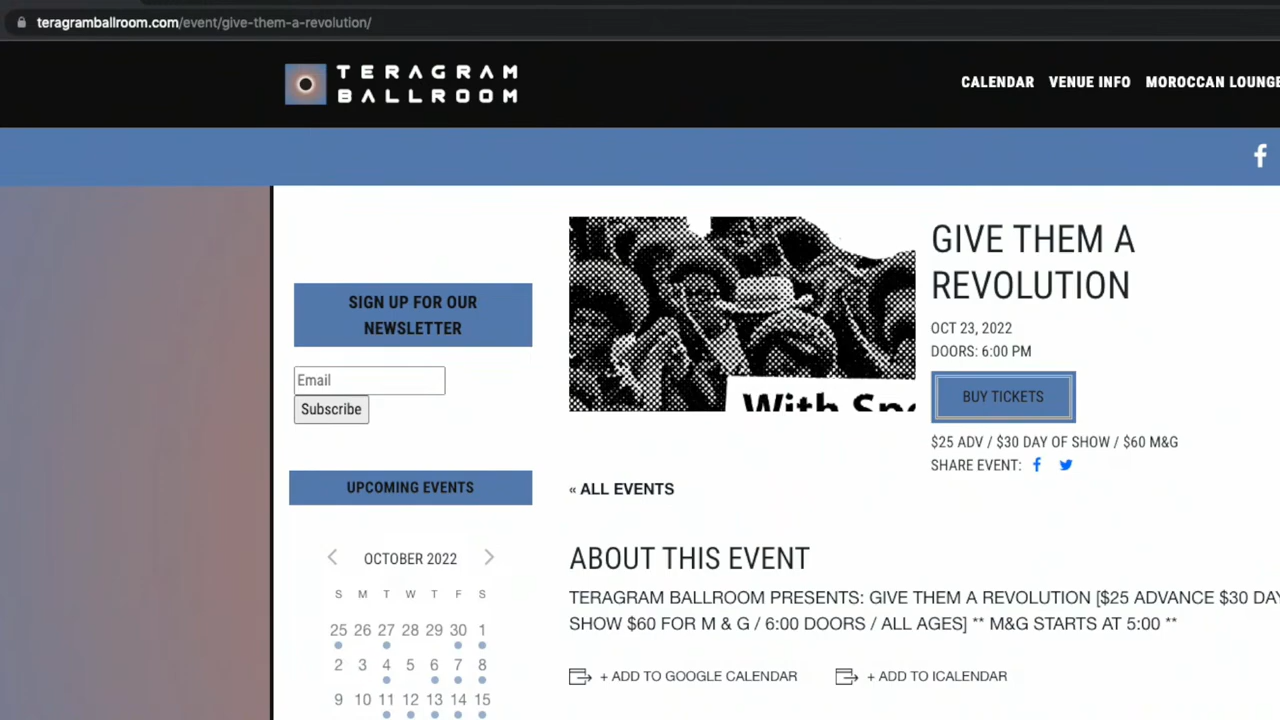 teragramballroom.com/event/give-them-a-revolution/
TERAGRAM
BALLROOM
CALENDAR VENUE INFO MOROCCAN LOUNGE
SIGN UP FOR OUR
NEWSLETTER
Email
Subscribe
UPCOMING EVENTS
OCTOBER 2022
S M T W T F S
25 26 27 28 29 30 1
2 3 4 5 6 7 8
9 10 11 12 13 14 15
With
GIVE THEM A
REVOLUTION
OCT 23, 2022
DOORS: 6:00 PM
BUY TICKETS
$25 ADV / $30 DAY OF SHOW / $60 M&G
SHARE EVENT:
« ALL EVENTS
ABOUT THIS EVENT
TERAGRAM BALLROOM PRESENTS: GIVE THEM A REVOLUTION [$25 ADVANCE $30 DAY
SHOW $60 FOR M & G / 6:00 DOORS / ALL AGES] ** M&G STARTS AT 5:00 **
+ ADD TO GOOGLE CALENDAR + ADD TO ICALENDAR